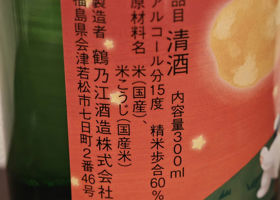 品目 清酒 内容量300ml
アルコール分15度 精米歩合60%
原材料名 米(国産)、
米こうじ(国産米)
製造者 鶴乃江酒造株式会社
福島県会津若松市七日町2番46号